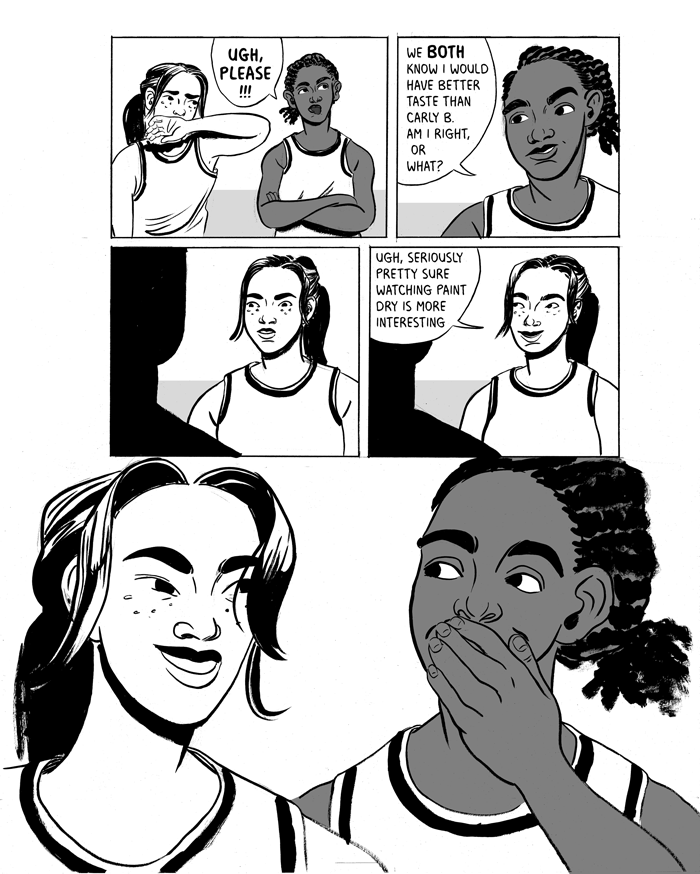 UGH,
PLEASE
!!!
WE BOTH
KNOW I WOULD
HAVE BETTER
TASTE THAN
CARLY B.
AM I RIGHT,
OR
WHAT?
UGH, SERIOUSLY
PRETTY SURE
WATCHING PAINT
DRY IS MORE
INTERESTING